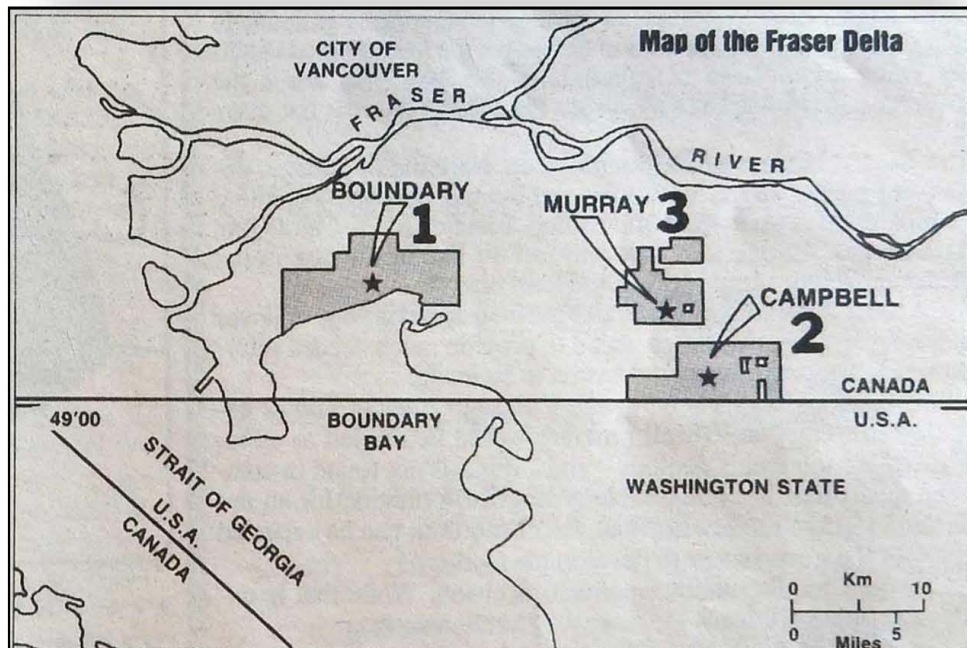 Map of the Fraser Delta
CITY OF
VANCOUVER
FRASER
RIVER
BOUNDARY
1
MURRAY 3
CAMPBELL
2
CANADA
U.S.A.
49'00
BOUNDARY
BAY
STRAIT OF GEORGIA
U.S.A.
CANADA
WASHINGTON STATE
Km
0 10
0 5
Miles